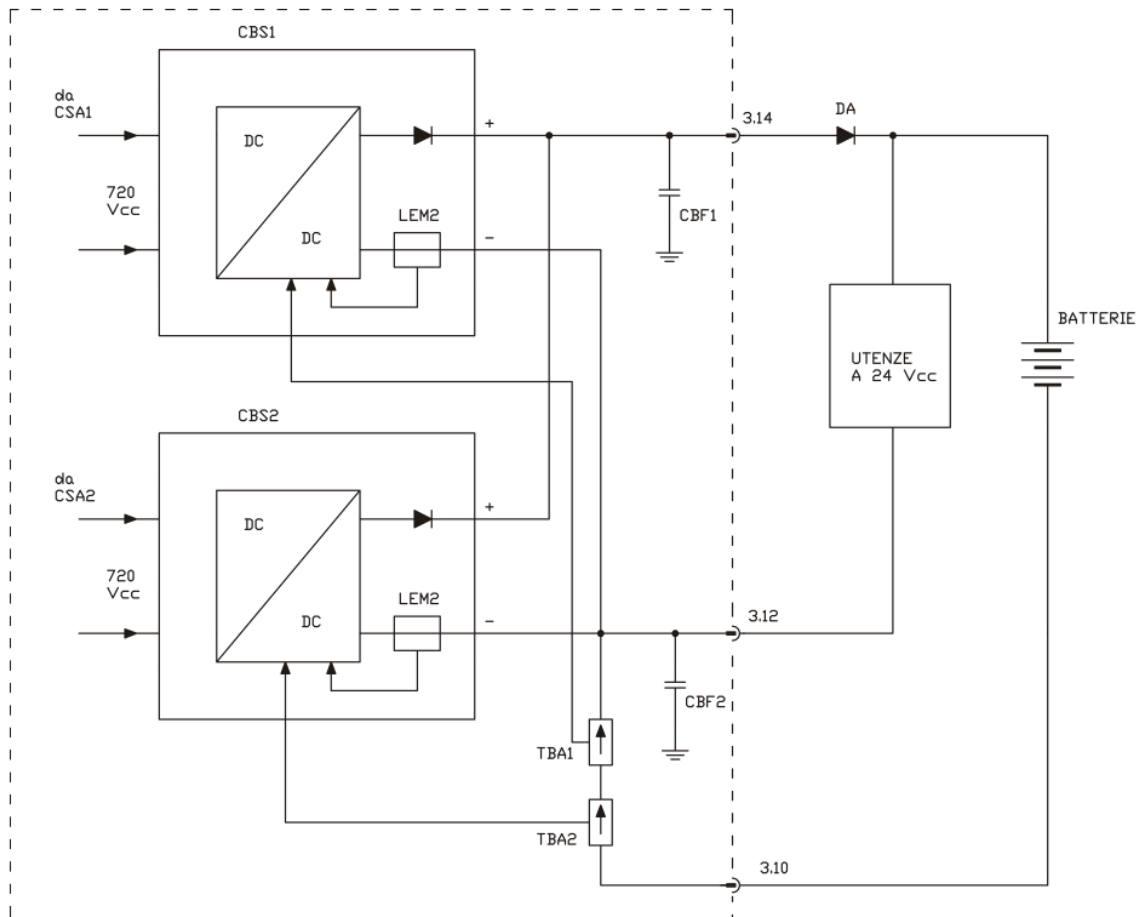 CBS1
da
CSA1
720
Vcc
DC
DC
+
LEM2
-
3.14
DA
CBF1
UTENZE
A 24 Vcc
BATTERIE
CBS2
da
CSA2
720
Vcc
DC
DC
+
LEM2
-
3.12
CBF2
TBA1
TBA2
3.10